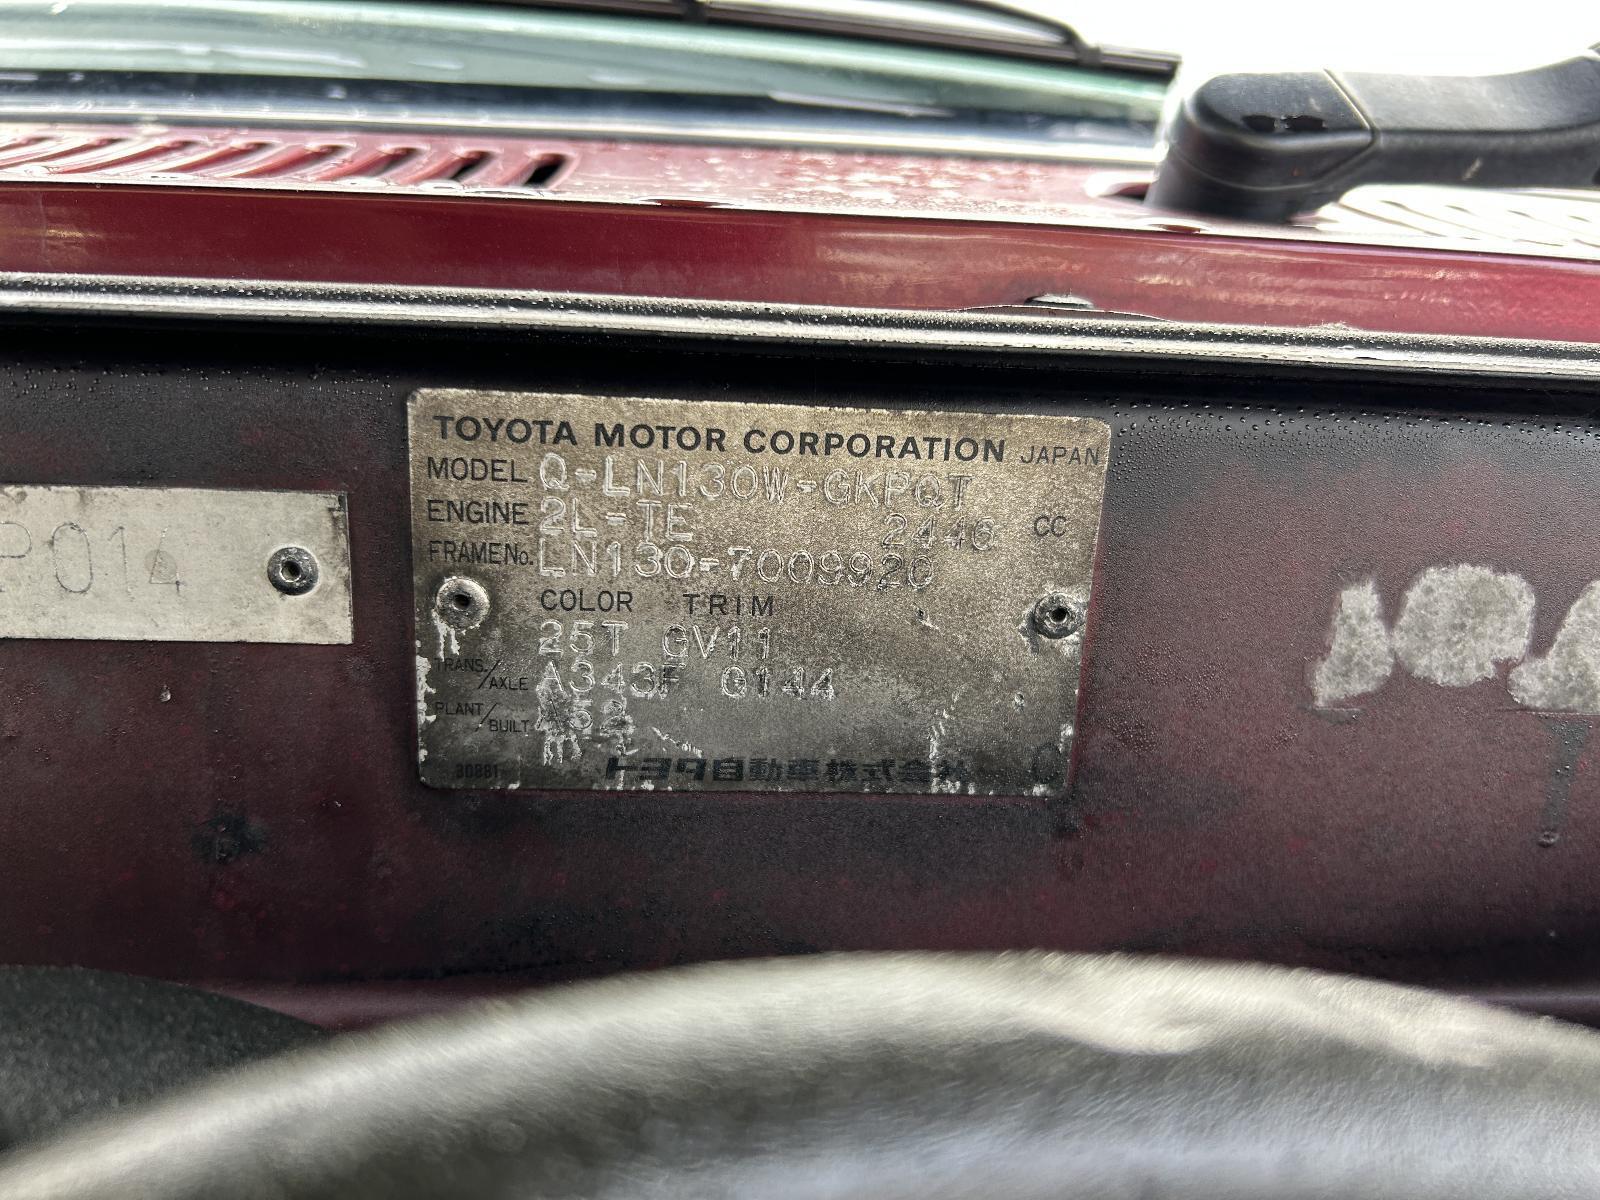 TOYOTA MOTOR CORPORATION JAPAN
MODEL Q-LN130W-GKPQT
ENGINE 2L-TE 2446 CC
FRAME No. LN130-7009920
COLOR TRIM
25T GV11
TRANS./AXLE A343F G144
PLANT/BUILT A52
30881
トヨタ自動車株式会社
P014